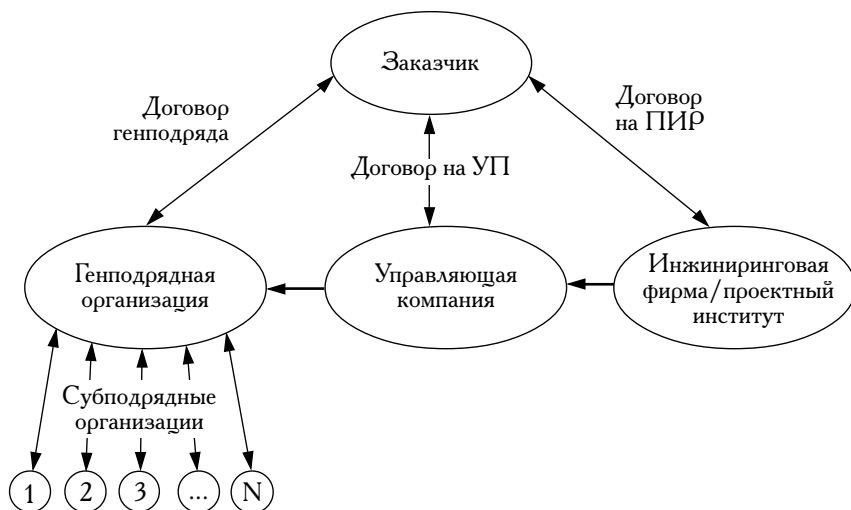 Заказчик
Договор
генподряда
Договор
на ПИР
Договор на УП
Генподрядная
организация
Управляющая
компания
Инжиниринговая
фирма/проектный
институт
Субподрядные
организации
1
2
3
...
N